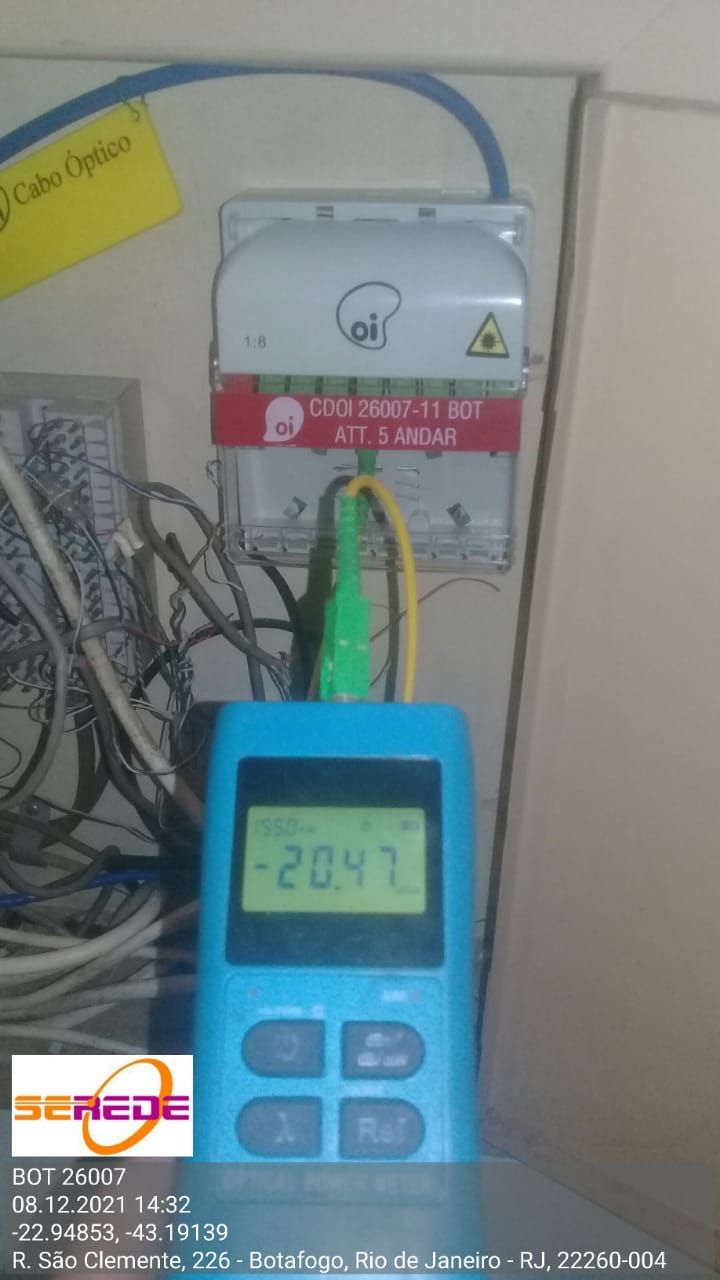 Cabo Óptico
oi
1:8
oi
CDOI 26007-11 BOT
ATT. 5 ANDAR
1550nm
-20.47
λ
Ref
OPTICAL POWER METER
SEREDE
BOT 26007
08.12.2021 14:32
-22.94853, -43.19139
R. São Clemente, 226 - Botafogo, Rio de Janeiro - RJ, 22260-004